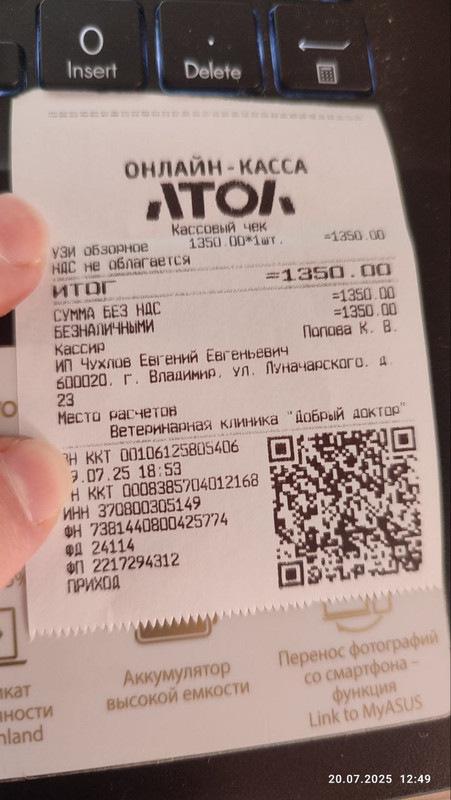 Insert
Delete
ОНЛАЙН-КАССА
АТОЛ
Кассовый чек
УЗИ обзорное 1350.00*1шт. =1350.00
НДС не облагается
ИТОГ =1350.00
СУММА БЕЗ НДС =1350.00
БЕЗНАЛИЧНЫМИ =1350.00
Кассир Попова К. В.
ИП Чухлов Евгений Евгеньевич
600020, г. Владимир, ул. Луначарского, д.
23
Место расчетов
Ветеринарная клиника "Добрый доктор"
Н ККТ 00106125805406
.07.25 18:53
Н ККТ 0008385704012168
ИНН 370800305149
ФН 7381440800425774
ФД 24114
ФП 2217294312
ПРИХОД
Аккумулятор
высокой емкости
Перенос фотографий
со смартфона –
функция
Link to MyASUS
икат
ности
nland
20.07.2025 12:49